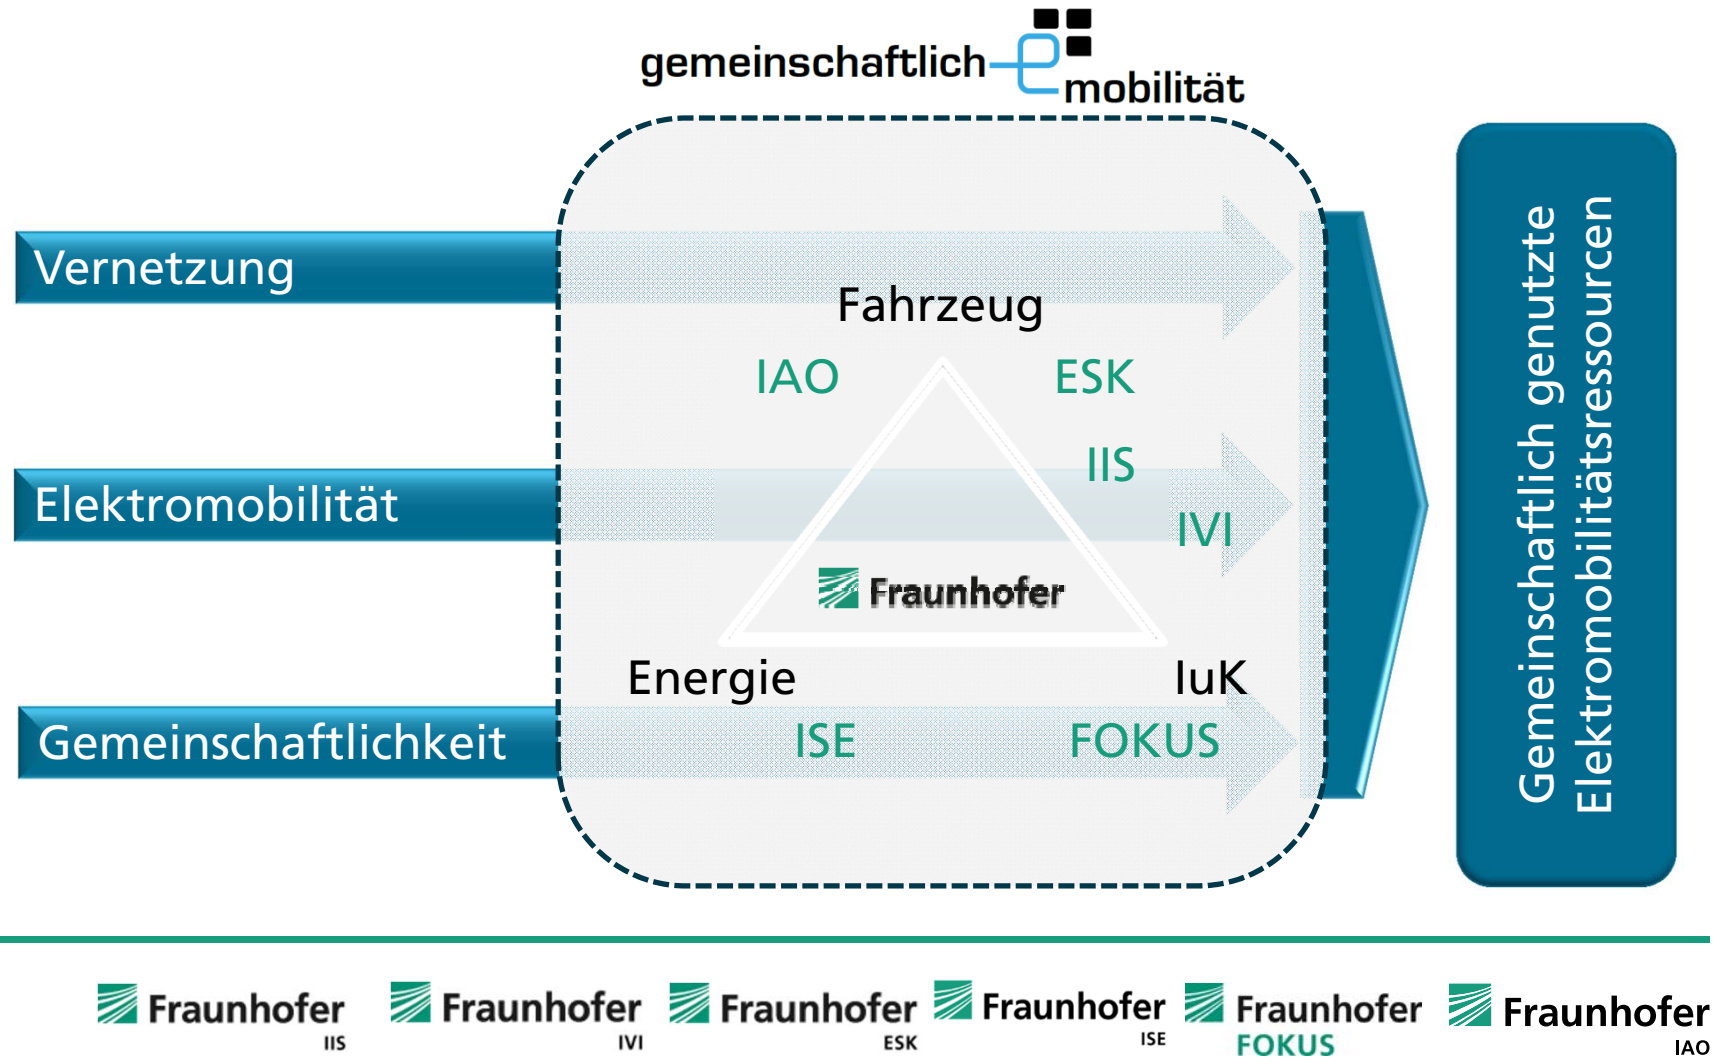 gemeinschaftlich
mobilität
Vernetzung
Fahrzeug
IAO
ESK
IIS
Elektromobilität
IVI
Fraunhofer
Energie
IuK
Gemeinschaftlichkeit
ISE
FOKUS
Gemeinschaftlich genutzte
Elektromobilitätsressourcen
Fraunhofer
IIS
Fraunhofer
IVI
Fraunhofer
ESK
Fraunhofer
ISE
Fraunhofer
FOKUS
Fraunhofer
IAO